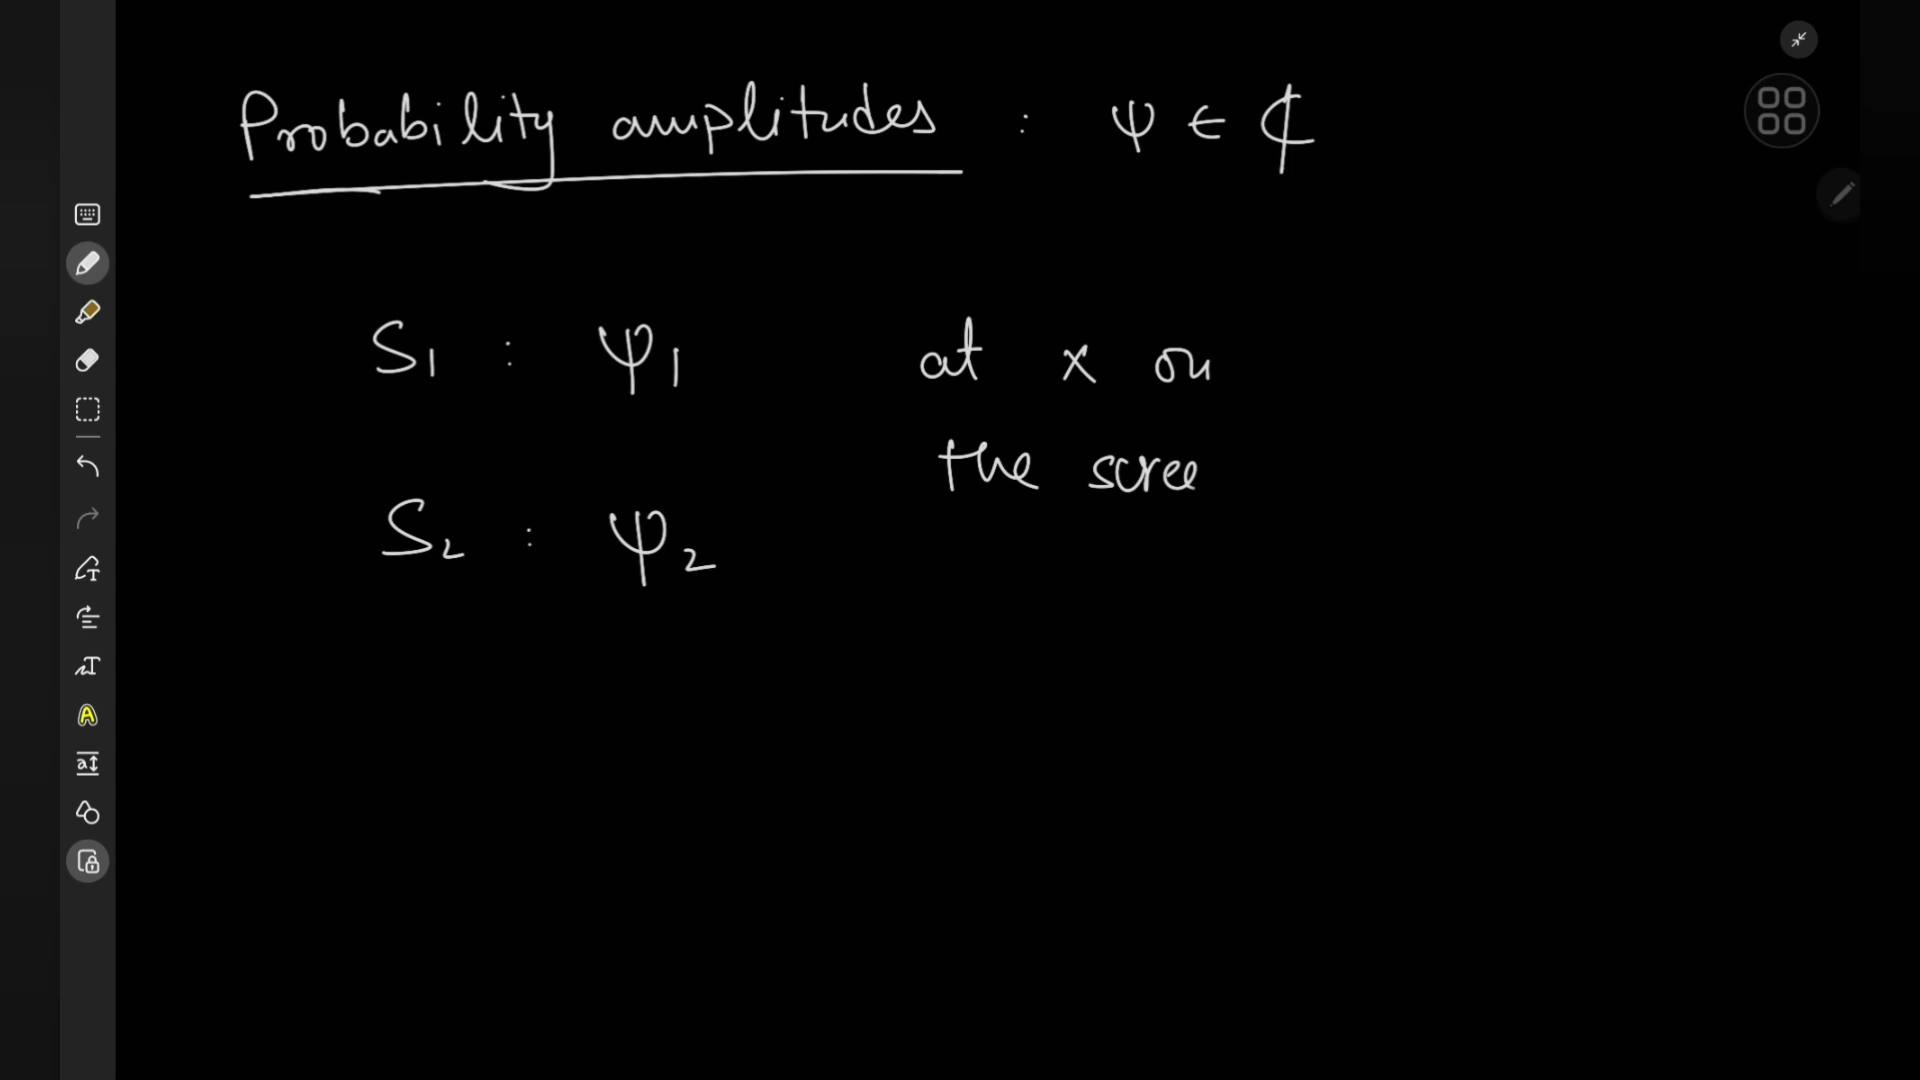 Probability amplitudes : ψ ∈ ₵
S₁ : ψ₁ at x on
the scree
S₂ : ψ₂